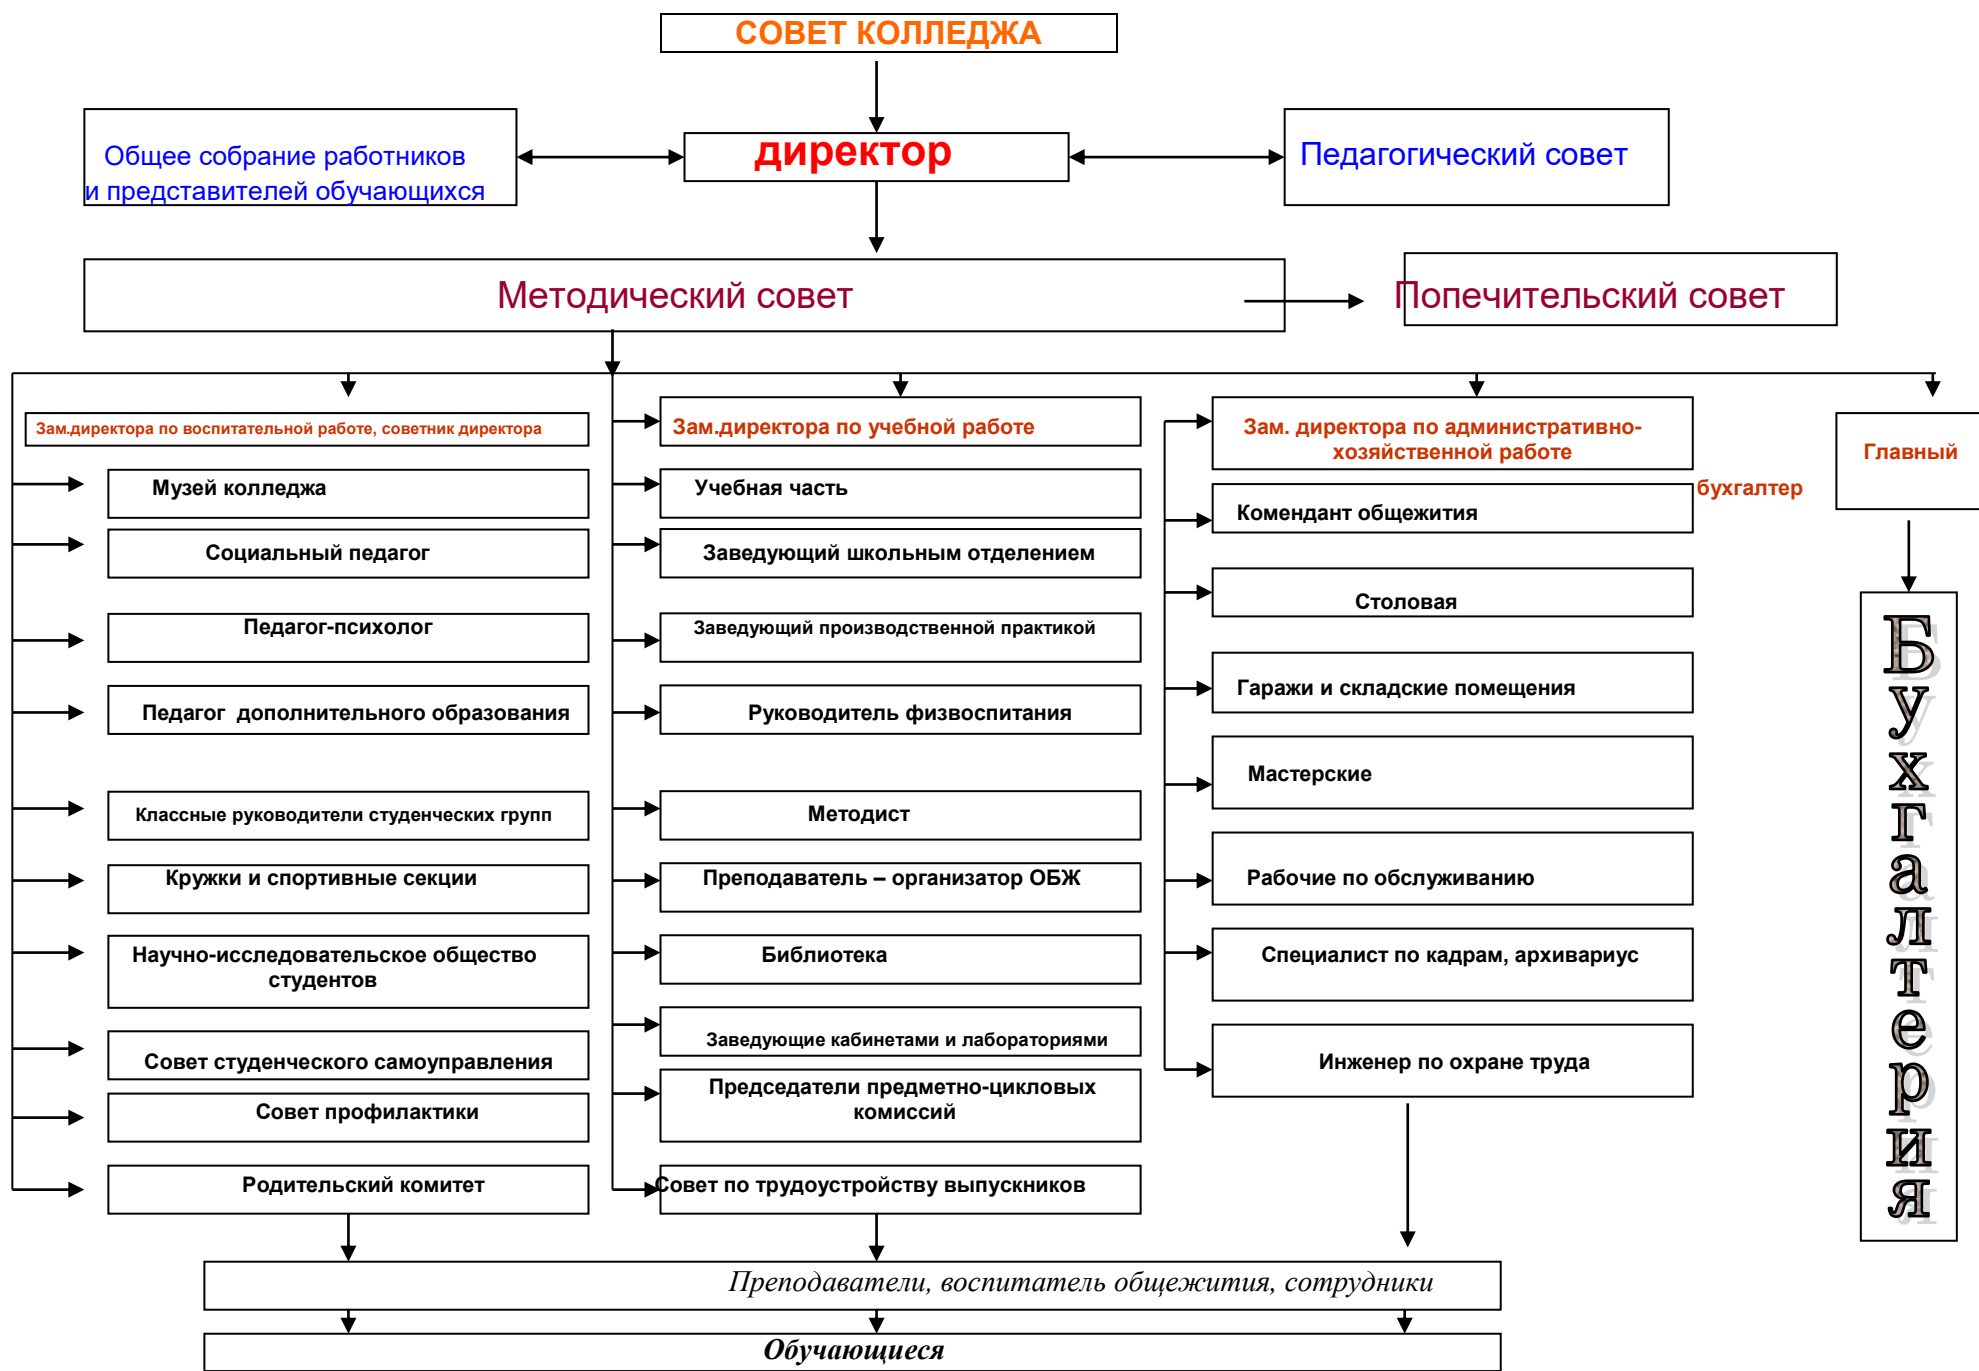 СОВЕТ КОЛЛЕДЖА
Общее собрание работников
и представителей обучающихся
директор
Педагогический совет
Методический совет
Попечительский совет
Зам.директора по воспитательной работе, советник директора
Музей колледжа
Социальный педагог
Педагог-психолог
Педагог дополнительного образования
Классные руководители студенческих групп
Кружки и спортивные секции
Научно-исследовательское общество
студентов
Совет студенческого самоуправления
Совет профилактики
Родительский комитет
Зам.директора по учебной работе
Учебная часть
Заведующий школьным отделением
Заведующий производственной практикой
Руководитель физвоспитания
Методист
Преподаватель – организатор ОБЖ
Библиотека
Заведующие кабинетами и лабораториями
Председатели предметно-цикловых
комиссий
Совет по трудоустройству выпускников
Зам. директора по административно-
хозяйственной работе
Комендант общежития
Столовая
Гаражи и складские помещения
Мастерские
Рабочие по обслуживанию
Специалист по кадрам, архивариус
Инженер по охране труда
Главный
бухгалтер
Бухгалтерия
Преподаватели, воспитатель общежития, сотрудники
Обучающиеся